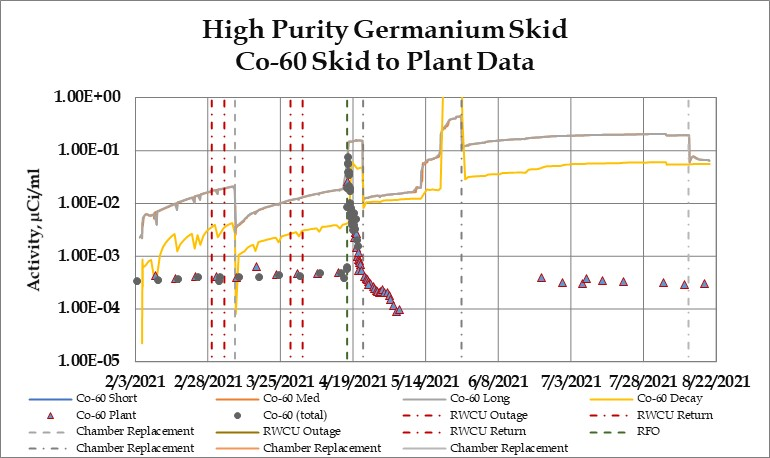 High Purity Germanium Skid
Co-60 Skid to Plant Data
Activity, µCi/ml
1.00E+00
1.00E-01
1.00E-02
1.00E-03
1.00E-04
1.00E-05
2/3/2021 2/28/2021 3/25/2021 4/19/2021 5/14/2021 6/8/2021 7/3/2021 7/28/2021 8/22/2021
Co-60 Short Co-60 Med Co-60 Long Co-60 Decay
Co-60 Plant Co-60 (total) RWCU Outage RWCU Return
Chamber Replacement RWCU Outage RWCU Return RFO
Chamber Replacement Chamber Replacement Chamber Replacement